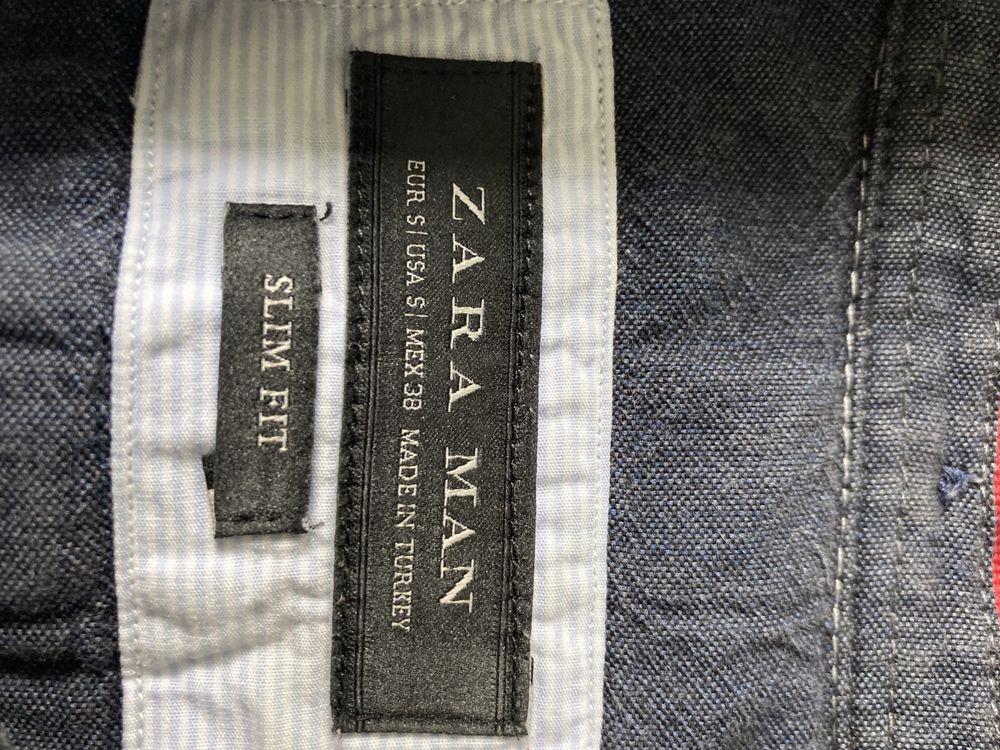 ZARA MAN
EUR S | USA S | MEX 38 MADE IN TURKEY
SLIM FIT